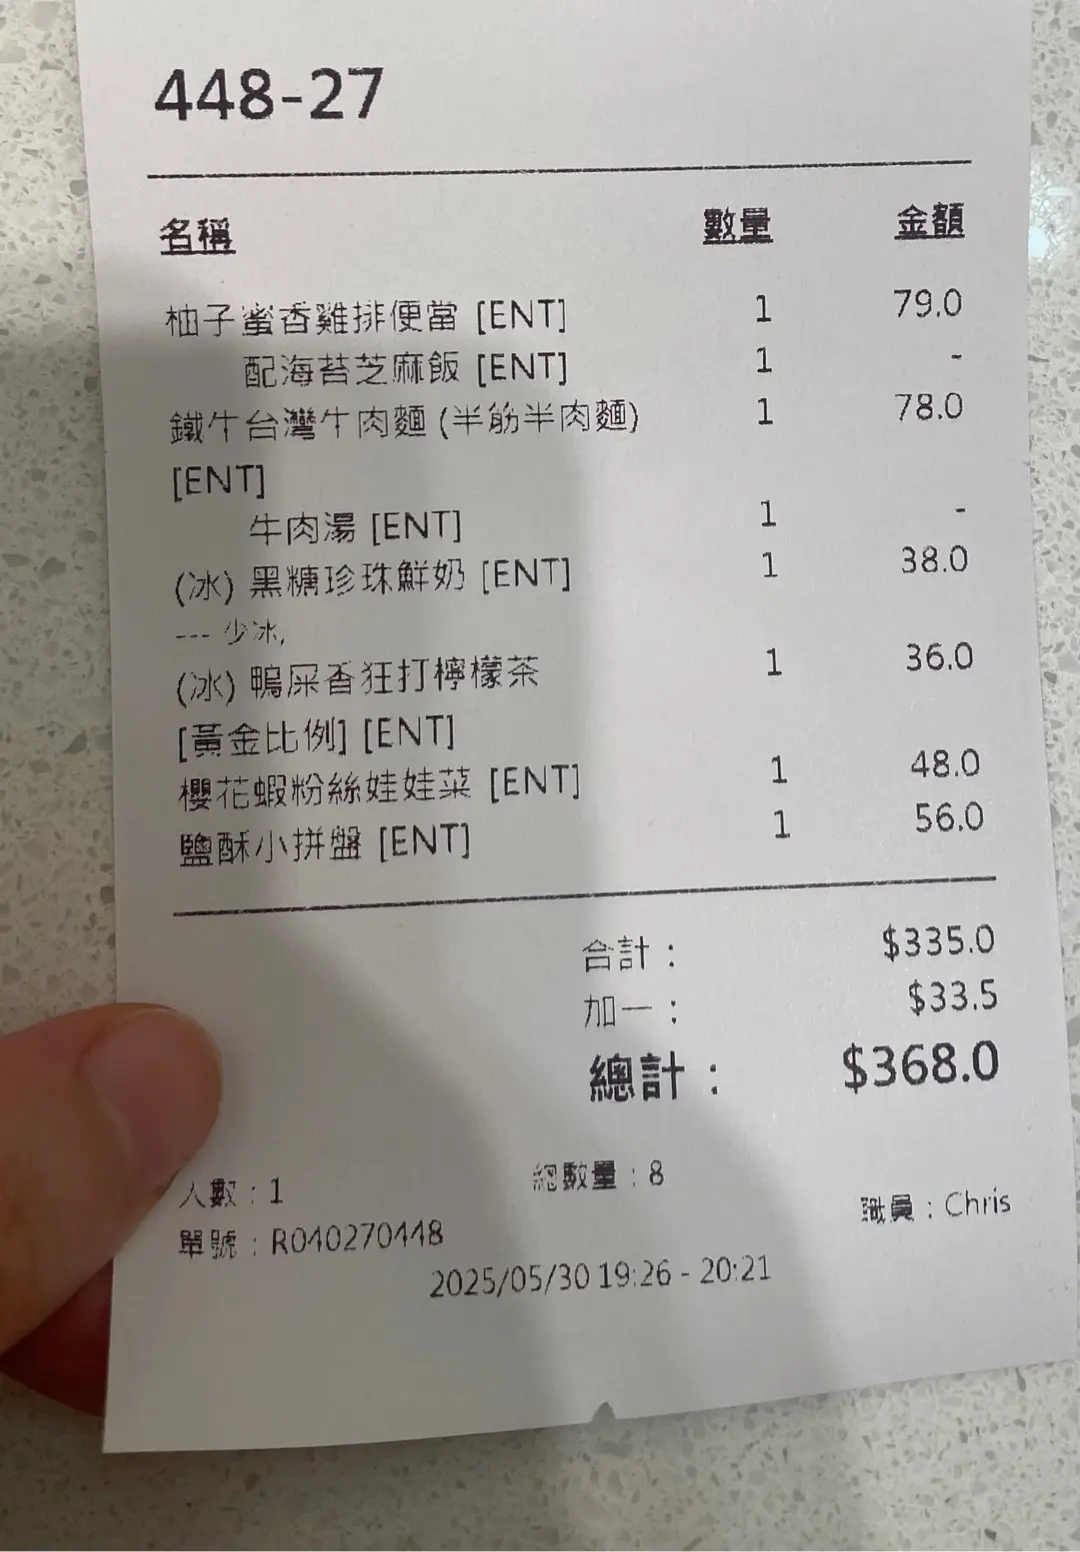 448-27
名稱 數量 金額
柚子蜜香雞排便當 [ENT] 1 79.0
配海苔芝麻飯 [ENT] 1 -
鐵牛台灣牛肉麵 (半筋半肉麵) 1 78.0
[ENT]
牛肉湯 [ENT] 1 -
(冰) 黑糖珍珠鮮奶 [ENT] 1 38.0
--- 少冰,
(冰) 鴨屎香狂打檸檬茶 1 36.0
[黃金比例] [ENT]
櫻花蝦粉絲娃娃菜 [ENT] 1 48.0
鹽酥小拼盤 [ENT] 1 56.0
合計： $335.0
加一： $33.5
總計： $368.0
人數：1 總數量：8 職員：Chris
單號：R040270448
2025/05/30 19:26 - 20:21